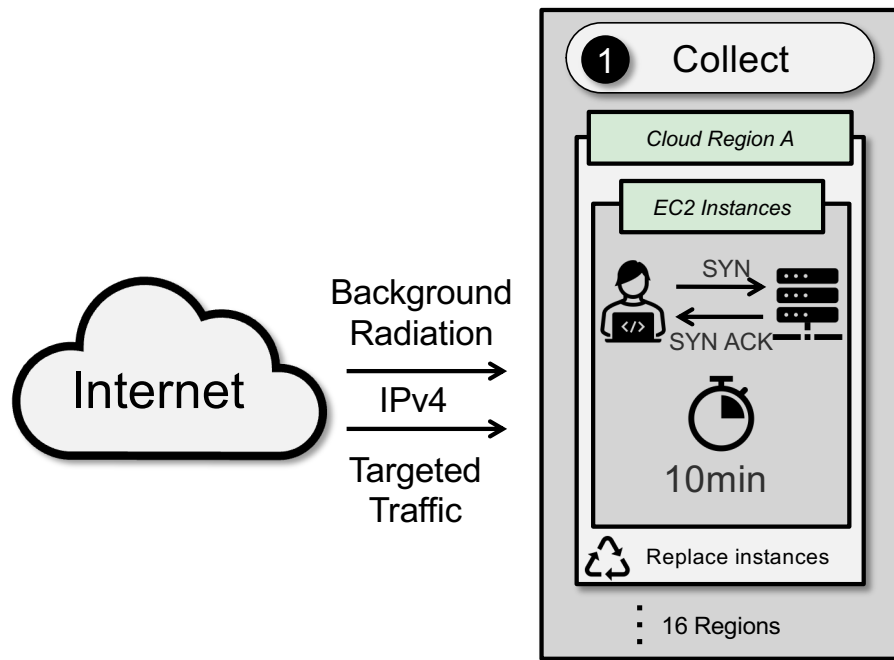 1 Collect
Cloud Region A
EC2 Instances
SYN
</>
SYN ACK
10min
Replace instances
16 Regions
Internet
Background
Radiation
IPv4
Targeted
Traffic